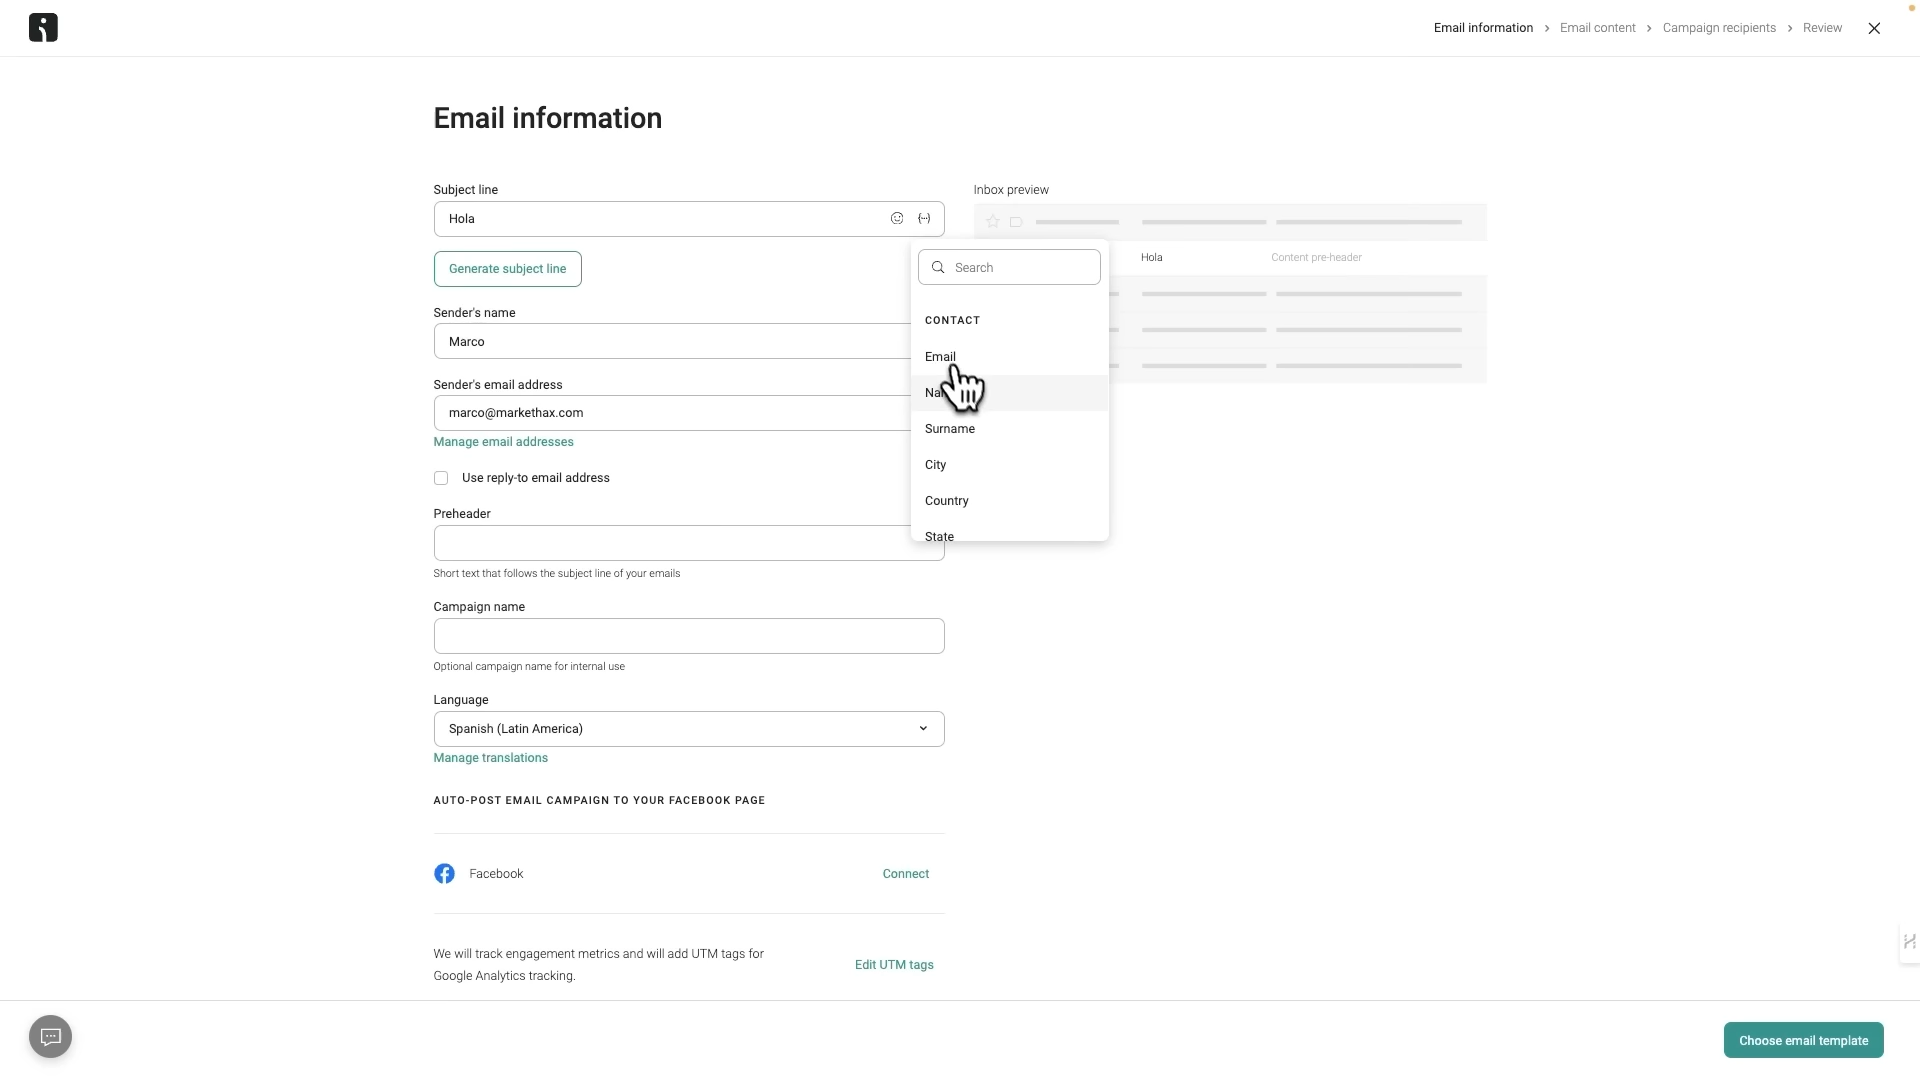 Email information > Email content > Campaign recipients > Review
Email information
Subject line
Hola
Generate subject line
Sender's name
Marco
Sender's email address
marco@markethax.com
Manage email addresses
Use reply-to email address
Preheader
Short text that follows the subject line of your emails
Campaign name
Optional campaign name for internal use
Language
Spanish (Latin America)
Manage translations
AUTO-POST EMAIL CAMPAIGN TO YOUR FACEBOOK PAGE
Facebook
Connect
We will track engagement metrics and will add UTM tags for
Google Analytics tracking.
Edit UTM tags
Inbox preview
Hola
Content pre-header
Search
CONTACT
Email
Surname
City
Country
State
Choose email template